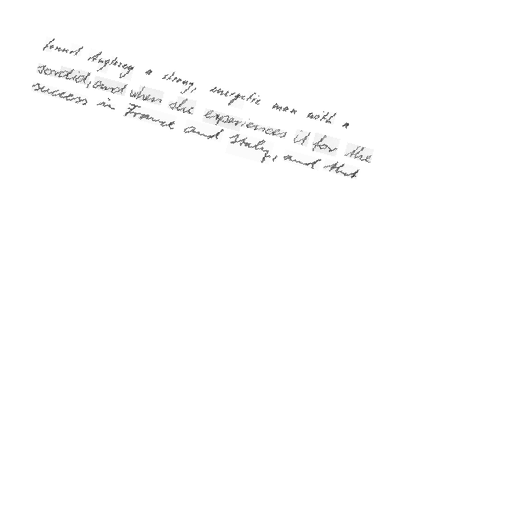 found Anghrey a strong, energetic man with a
sordid, and when she experiences it for the
success in France and Italy, and that